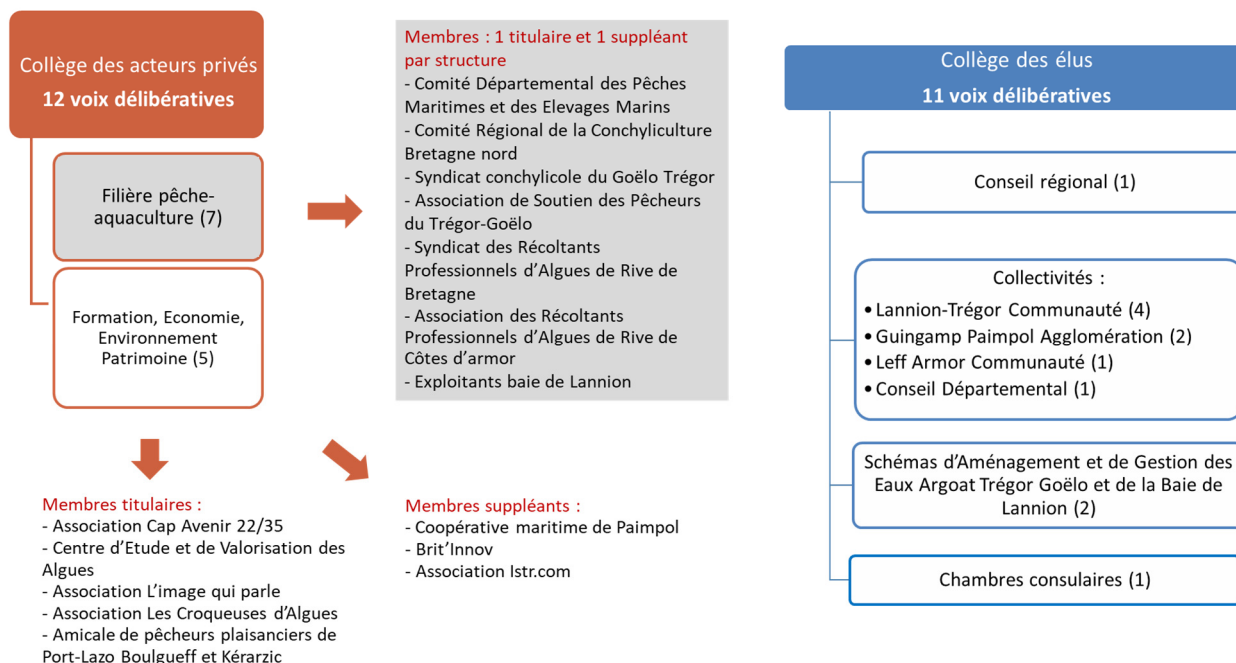 Collège des acteurs privés
12 voix délibératives
Filière pêche-
aquaculture (7)
Formation, Economie,
Environnement
Patrimoine (5)
Membres : 1 titulaire et 1 suppléant
par structure
- Comité Départemental des Pêches
Maritimes et des Elevages Marins
- Comité Régional de la Conchyliculture
Bretagne nord
- Syndicat conchylicole du Goëlo Trégor
- Association de Soutien des Pêcheurs
du Trégor-Goëlo
- Syndicat des Récoltants
Professionnels d’Algues de Rive de
Bretagne
- Association des Récoltants
Professionnels d’Algues de Rive de
Côtes d’armor
- Exploitants baie de Lannion
Membres titulaires :
- Association Cap Avenir 22/35
- Centre d’Etude et de Valorisation des
Algues
- Association L’image qui parle
- Association Les Croqueuses d’Algues
- Amicale de pêcheurs plaisanciers de
Port-Lazo Boulgueff et Kérarzic
Membres suppléants :
- Coopérative maritime de Paimpol
- Brit’Innov
- Association Istr.com
Collège des élus
11 voix délibératives
Conseil régional (1)
Collectivités :
• Lannion-Trégor Communauté (4)
• Guingamp Paimpol Agglomération (2)
• Leff Armor Communauté (1)
• Conseil Départemental (1)
Schémas d’Aménagement et de Gestion des
Eaux Argoat Trégor Goëlo et de la Baie de
Lannion (2)
Chambres consulaires (1)